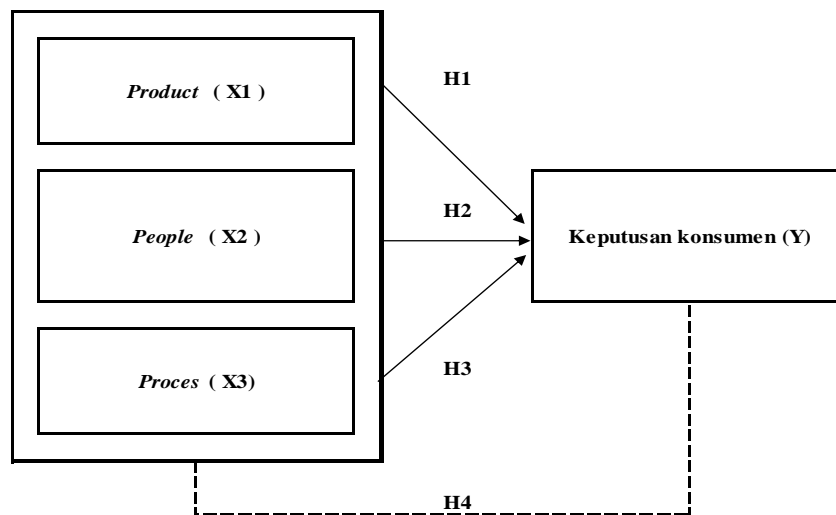 Product ( X1 )
H1
People ( X2 )
H2
Keputusan konsumen (Y)
Proces ( X3)
H3
H4